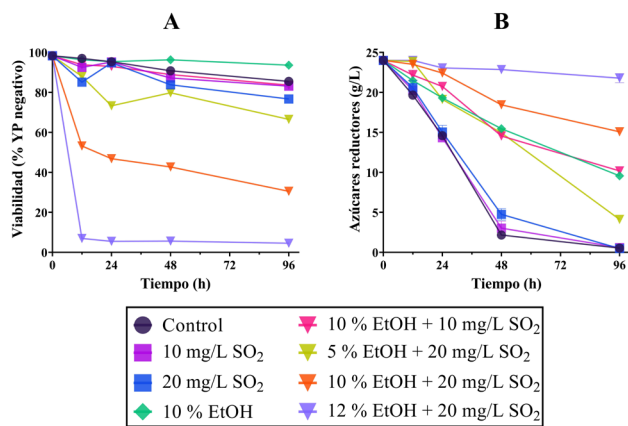 A
B
Viabilidad (% YP negativo)
100
80
60
40
20
0
0
24
48
72
96
Tiempo (h)
Azúcares reductores (g/L)
25
20
15
10
5
0
0
24
48
72
96
Tiempo (h)
Control
10 mg/L SO₂
20 mg/L SO₂
10 % EtOH
10 % EtOH + 10 mg/L SO₂
5 % EtOH + 20 mg/L SO₂
10 % EtOH + 20 mg/L SO₂
12 % EtOH + 20 mg/L SO₂